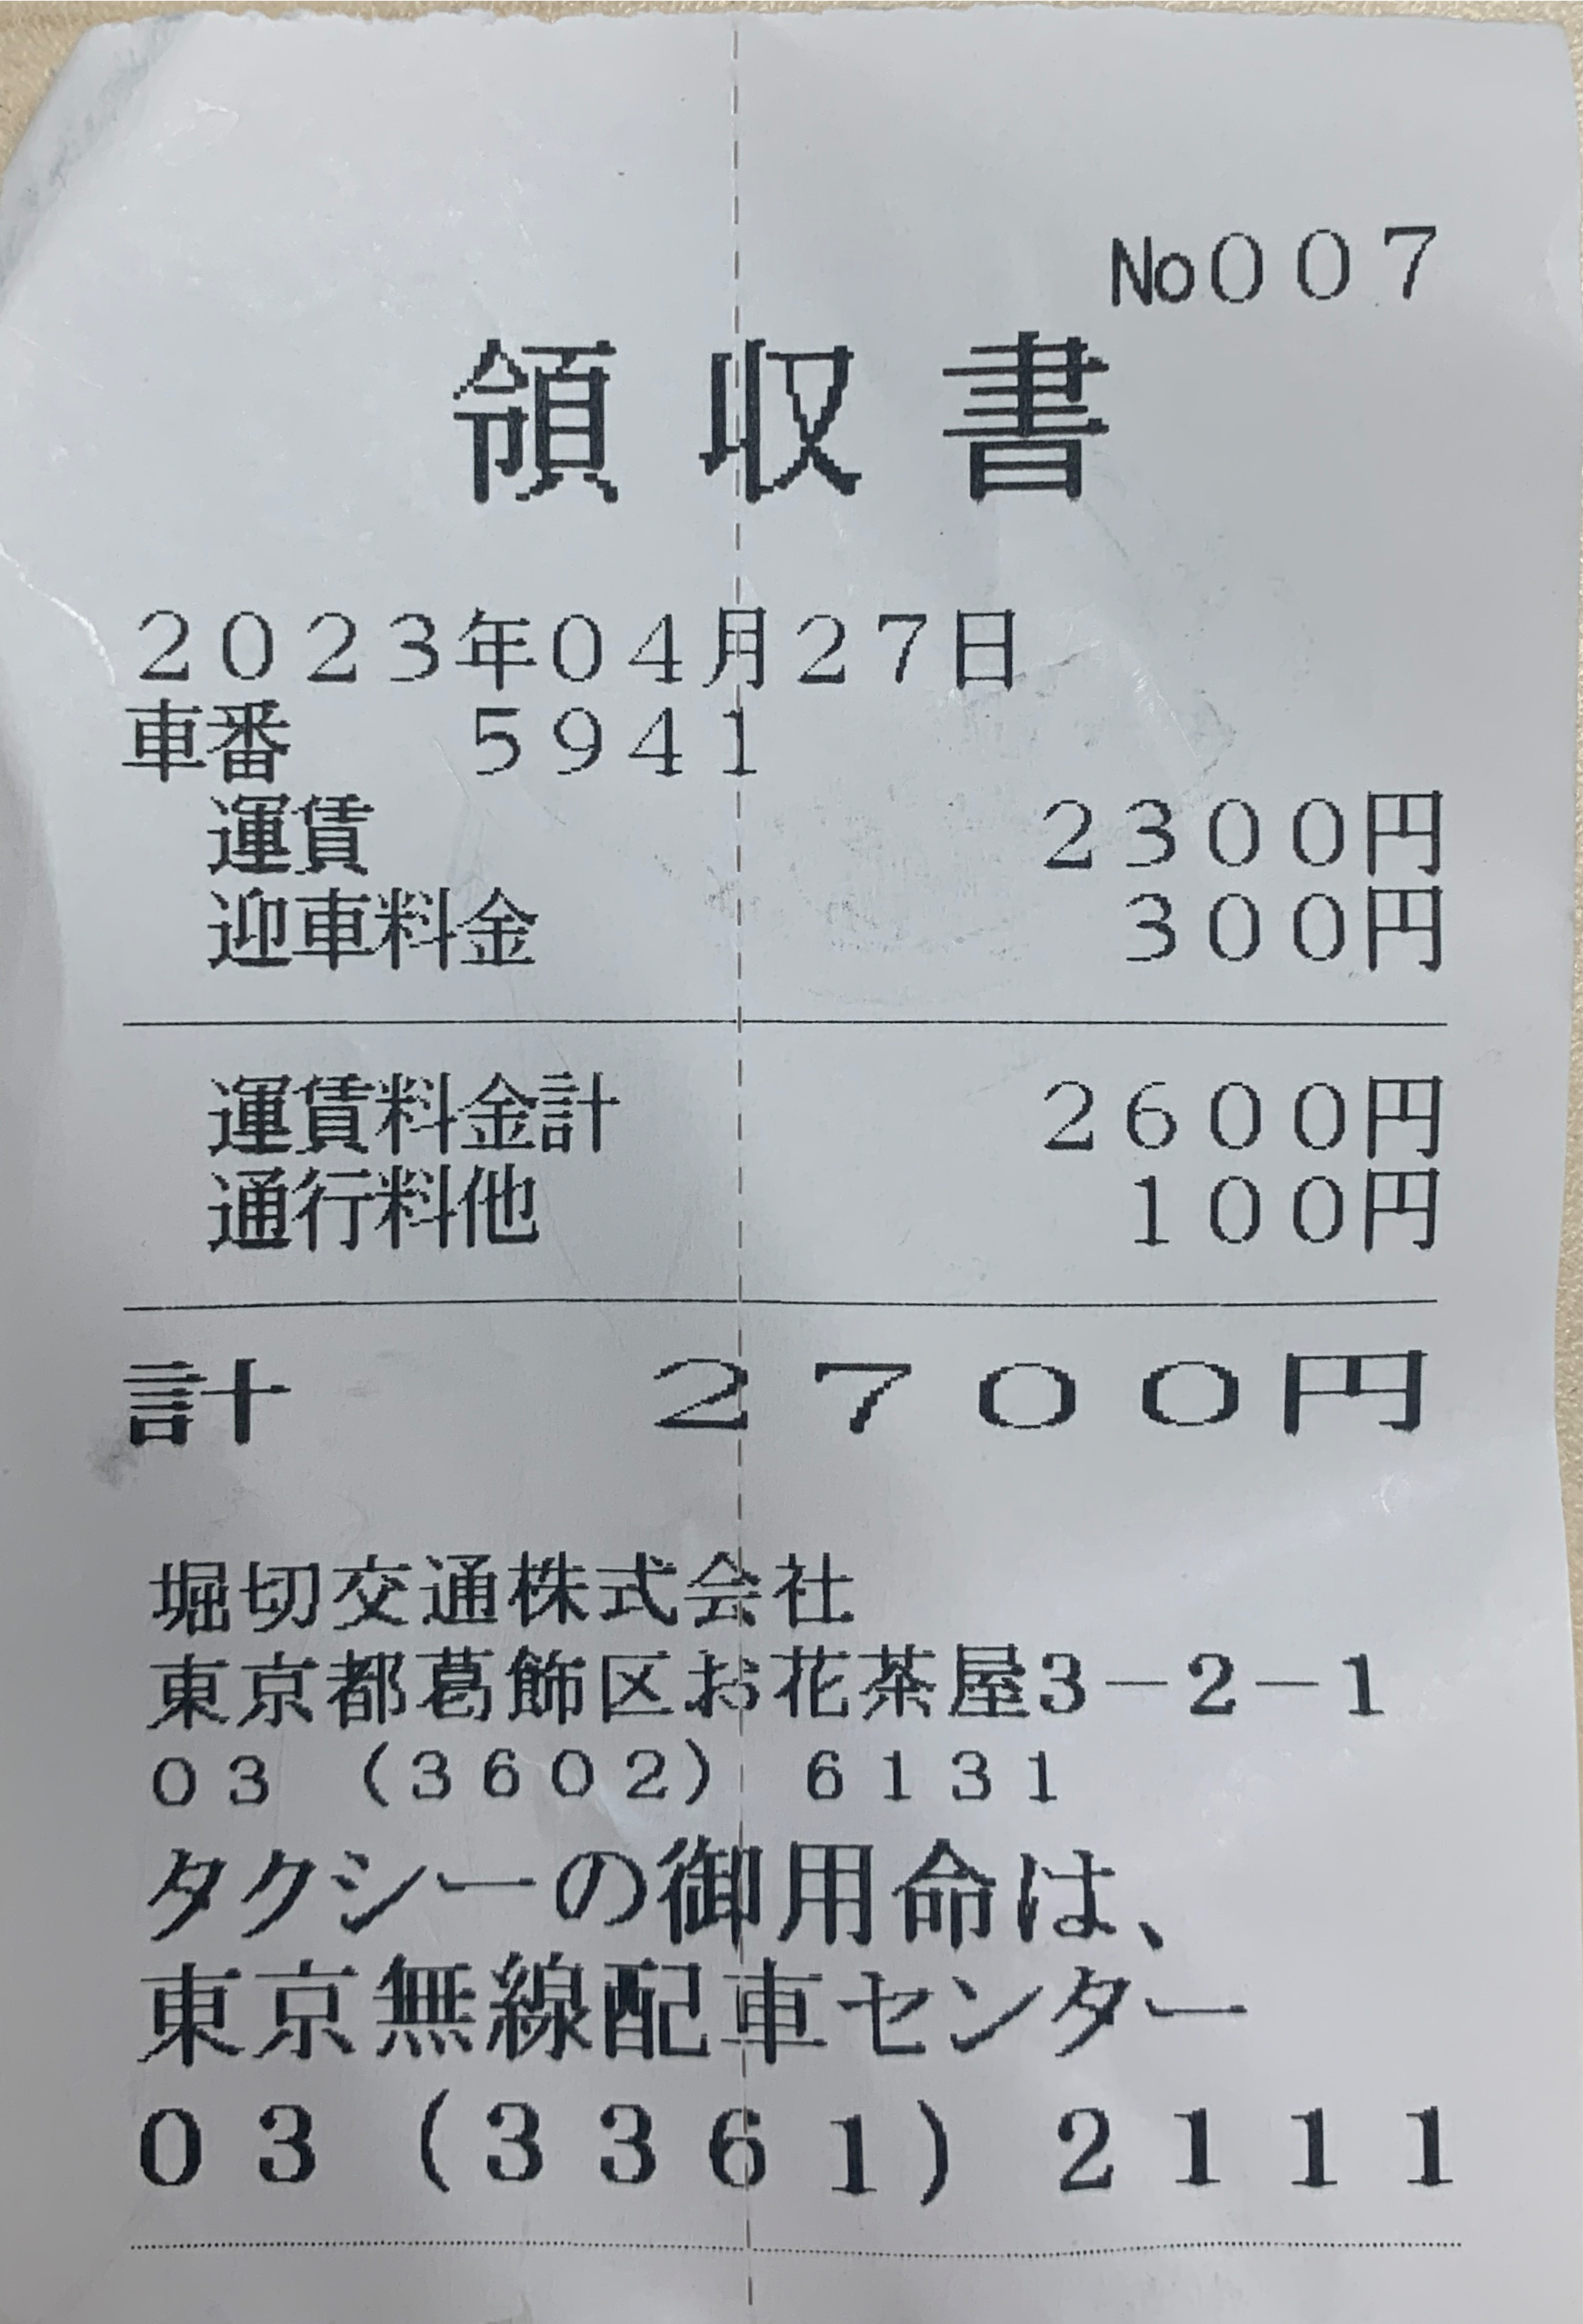 №007
領収書
2023年04月27日
車番 5941
運賃 2300円
迎車料金 300円
運賃料金計 2600円
通行料他 100円
計 2700円
堀切交通株式会社
東京都葛飾区お花茶屋3-2-1
03 (3602) 6131
タクシーの御用命は、
東京無線配車センター
03 (3361) 2111